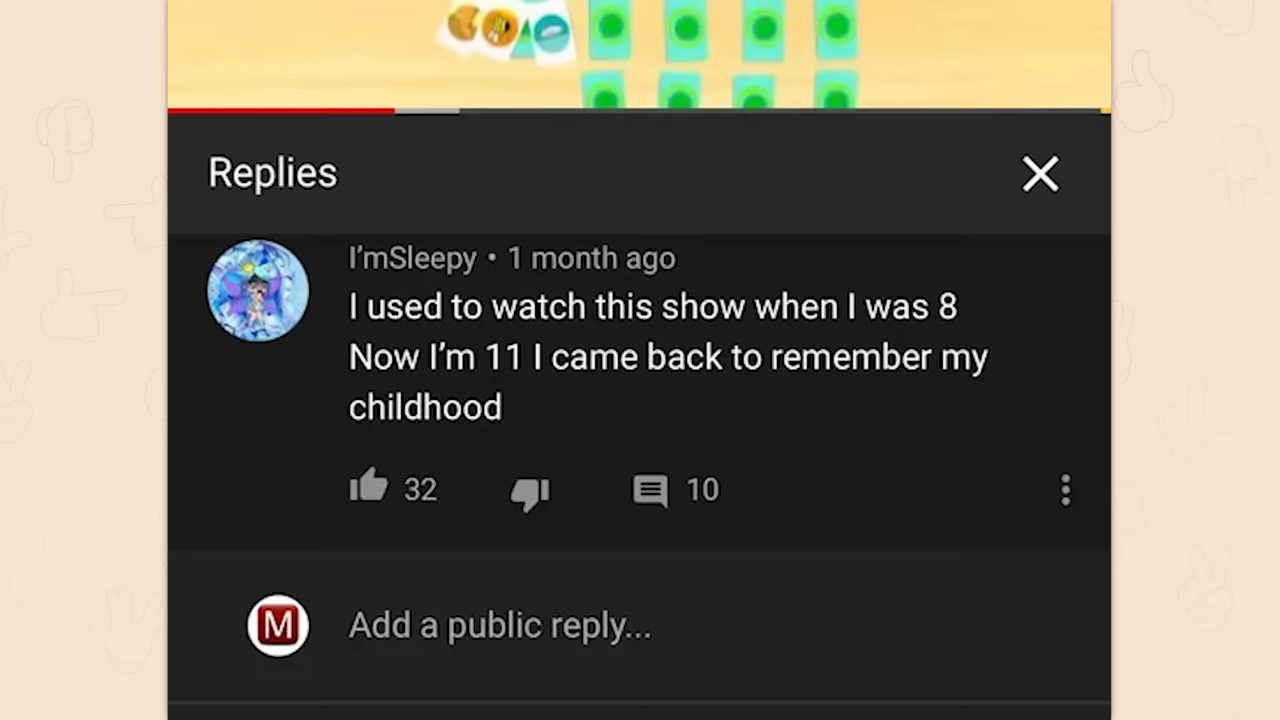 Replies
I'mSleepy • 1 month ago
I used to watch this show when I was 8
Now I'm 11 I came back to remember my
childhood
32
10
M
Add a public reply...